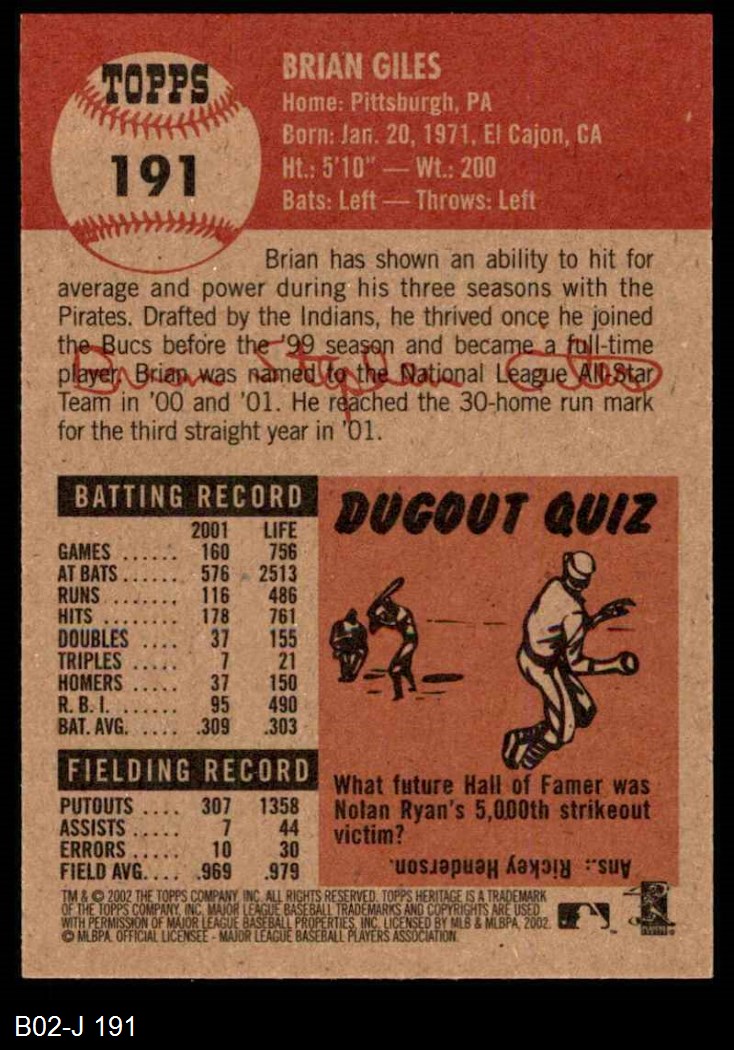 TOPPS
191
BRIAN GILES
Home: Pittsburgh, PA
Born: Jan. 20, 1971, El Cajon, CA
Ht.: 5'10" — Wt.: 200
Bats: Left — Throws: Left
Brian has shown an ability to hit for
average and power during his three seasons with the
Pirates. Drafted by the Indians, he thrived once he joined
the Bucs before the '99 season and became a full-time
player. Brian was named to the National League All-Star
Team in '00 and '01. He reached the 30-home run mark
for the third straight year in '01.
Brian Stephen Giles
BATTING RECORD
2001 LIFE
GAMES ...... 160 756
AT BATS ...... 576 2513
RUNS ........ 116 486
HITS ........ 178 761
DOUBLES .... 37 155
TRIPLES .... 7 21
HOMERS .... 37 150
R.B.I. ...... 95 490
BAT. AVG. .... .309 .303
FIELDING RECORD
PUTOUTS .... 307 1358
ASSISTS ..... 7 44
ERRORS ..... 10 30
FIELD AVG. ... .969 .979
DUGOUT QUIZ
What future Hall of Famer was
Nolan Ryan's 5,000th strikeout
victim?
Ans.: Rickey Henderson.
TM & © 2002 THE TOPPS COMPANY, INC. ALL RIGHTS RESERVED. TOPPS HERITAGE IS A TRADEMARK
OF THE TOPPS COMPANY, INC. MAJOR LEAGUE BASEBALL TRADEMARKS AND COPYRIGHTS ARE USED
WITH PERMISSION OF MAJOR LEAGUE BASEBALL PROPERTIES, INC. LICENSED BY MLB & MLBPA, 2002.
© MLBPA. OFFICIAL LICENSEE - MAJOR LEAGUE BASEBALL PLAYERS ASSOCIATION.
B02-J 191